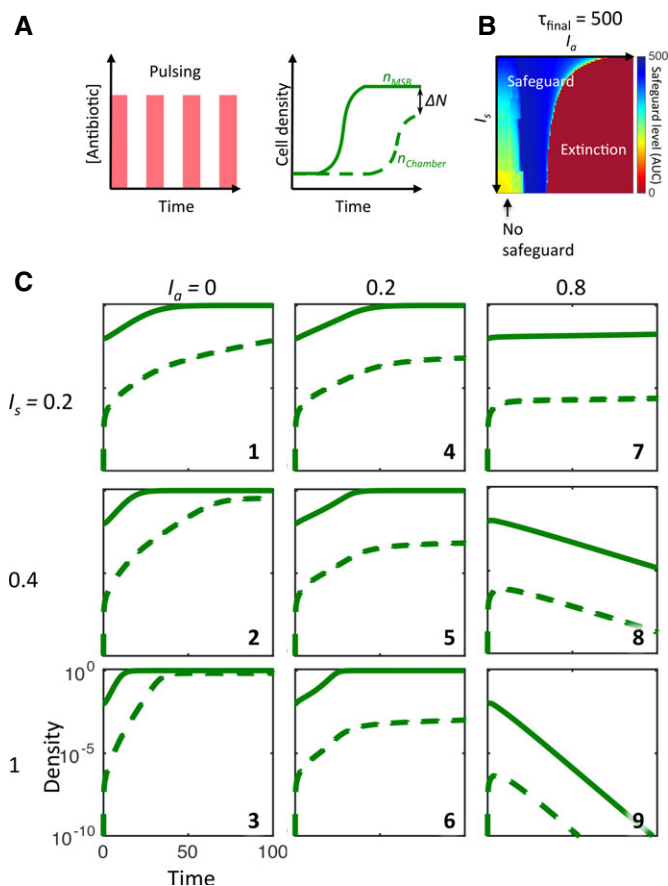 A
Pulsing
[Antibiotic]
Time
Cell density
n_MSB
ΔN
n_Chamber
Time
B
τ_final = 500
I_a
I_s
Safeguard
Extinction
No
safeguard
500
0
Safeguard level (AUC)
C
I_a = 0
0.2
0.8
I_s = 0.2
1
4
7
0.4
2
5
8
1
10^0
10^-5
10^-10
Density
3
6
9
0
50
100
Time